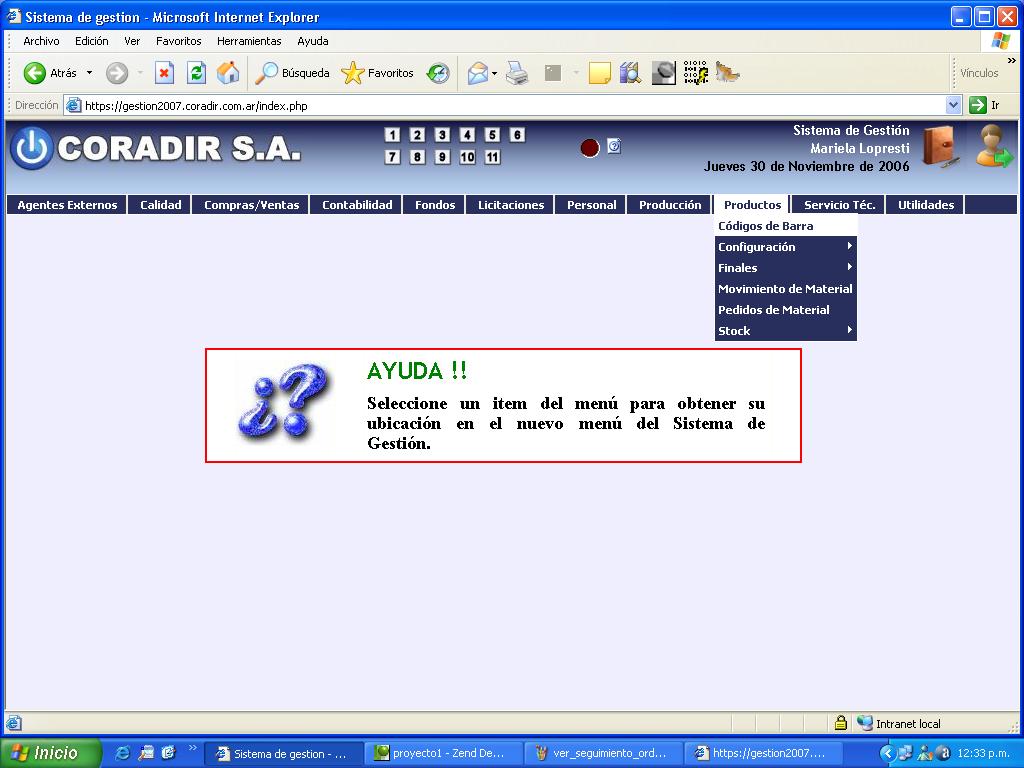 Sistema de gestion - Microsoft Internet Explorer
Archivo Edición Ver Favoritos Herramientas Ayuda
Atrás Búsqueda Favoritos Vínculos »
Dirección https://gestion2007.coradir.com.ar/index.php Ir
CORADIR S.A.
1 2 3 4 5 6
7 8 9 10 11
Sistema de Gestión
Mariela Lopresti
Jueves 30 de Noviembre de 2006
Agentes Externos Calidad Compras/Ventas Contabilidad Fondos Licitaciones Personal Producción Productos Servicio Téc. Utilidades
Códigos de Barra
Configuración
Finales
Movimiento de Material
Pedidos de Material
Stock
¿?
AYUDA !!
Seleccione un item del menú para obtener su
ubicación en el nuevo menú del Sistema de
Gestión.
Intranet local
Inicio » Sistema de gestion - ... proyecto1 - Zend De... ver_seguimiento_ord... https://gestion2007.... 12:33 p.m.